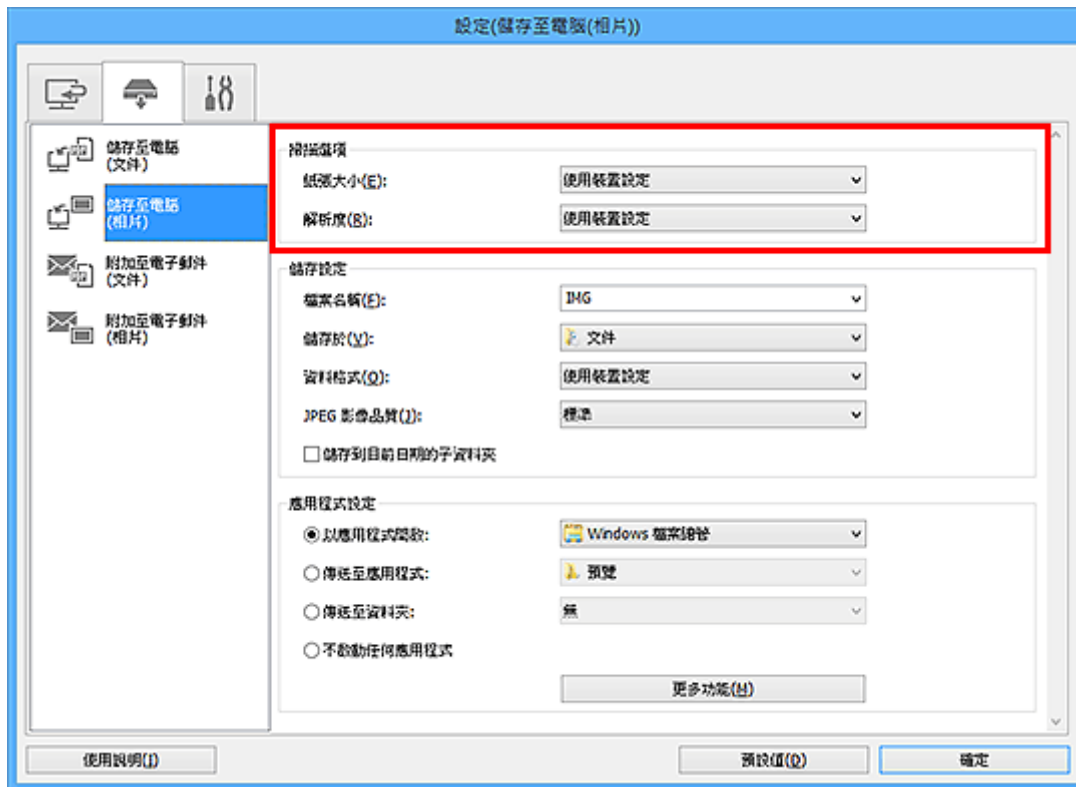 設定(儲存至電腦(相片))
儲存至電腦
(文件)
儲存至電腦
(相片)
附加至電子郵件
(文件)
附加至電子郵件
(相片)
掃描選項
紙張大小(E):
使用裝置設定
解析度(R):
使用裝置設定
儲存設定
檔案名稱(F):
IMG
儲存於(V):
文件
資料格式(O):
使用裝置設定
JPEG 影像品質(J):
標準
儲存到目前日期的子資料夾
應用程式設定
以應用程式開啟:
Windows 檔案總管
傳送至應用程式:
預覽
傳送至資料夾:
無
不啟動任何應用程式
更多功能(M)
使用說明(I)
預設值(D)
確定